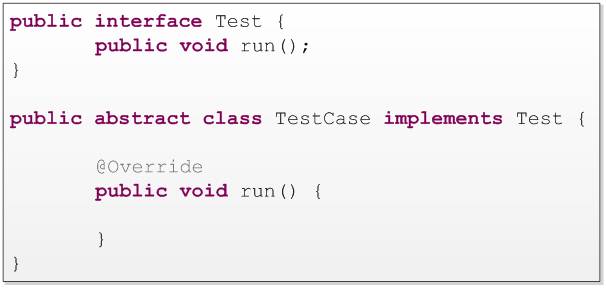 public interface Test {
        public void run();
}

public abstract class TestCase implements Test {

        @Override
        public void run() {

        }
}